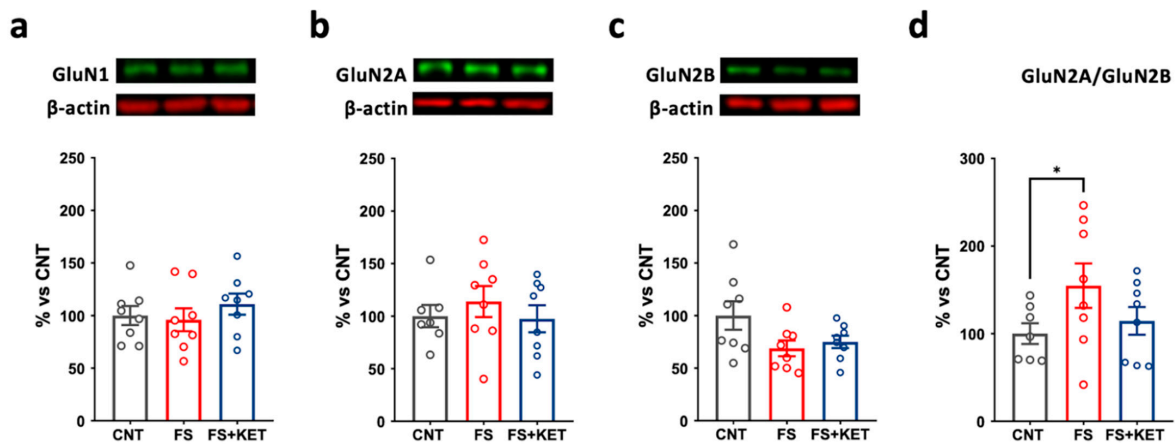 a
b
c
d
GluN1
β-actin
GluN2A
β-actin
GluN2B
β-actin
GluN2A/GluN2B
% vs CNT
250
200
150
100
50
0
CNT FS FS+KET
% vs CNT
250
200
150
100
50
0
CNT FS FS+KET
% vs CNT
250
200
150
100
50
0
CNT FS FS+KET
% vs CNT
300
200
100
0
*
CNT FS FS+KET